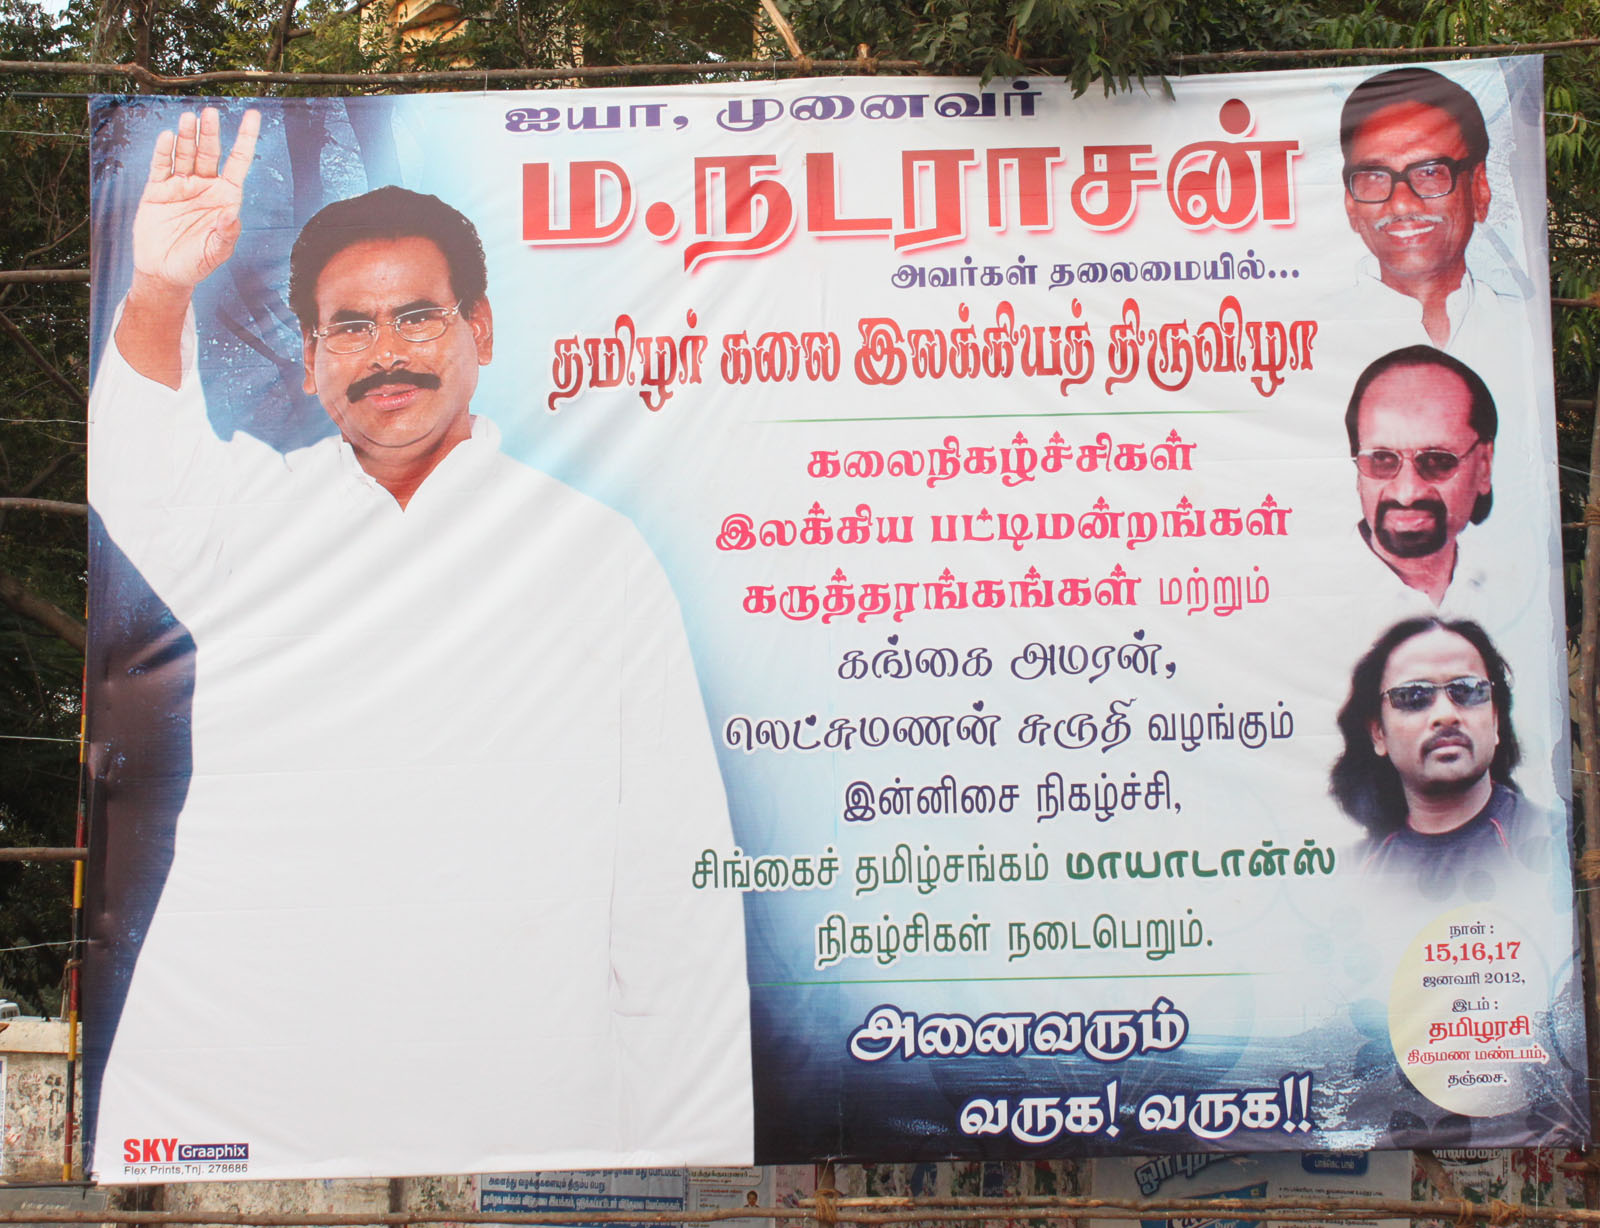 ஐயா, முனைவர்
ம.நடராசன்
அவர்கள் தலைமையில்...
தமிழர் கலை இலக்கியத் திருவிழா
கலைநிகழ்ச்சிகள்
இலக்கிய பட்டிமன்றங்கள்
கருத்தரங்கங்கள் மற்றும்
கங்கை அமரன்,
லெட்சுமணன் சுருதி வழங்கும்
இன்னிசை நிகழ்ச்சி,
சிங்கைச் தமிழ்சங்கம் மாயாடான்ஸ்
நிகழ்சிகள் நடைபெறும்.
அனைவரும்
வருக! வருக!!
நாள் :
15,16,17
ஜனவரி 2012,
இடம் :
தமிழரசி
திருமண மண்டபம்,
தஞ்சை.
SKY Graaphix
Flex Prints,Tnj. 278686